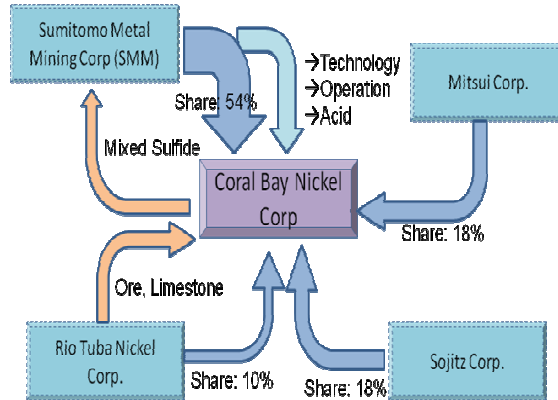 Sumitomo Metal
Mining Corp (SMM)
→Technology
→Operation
→Acid
Share: 54%
Mitsui Corp.
Mixed Sulfide
Coral Bay Nickel
Corp
Share: 18%
Ore, Limestone
Rio Tuba Nickel
Corp.
Share: 10%
Share: 18%
Sojitz Corp.